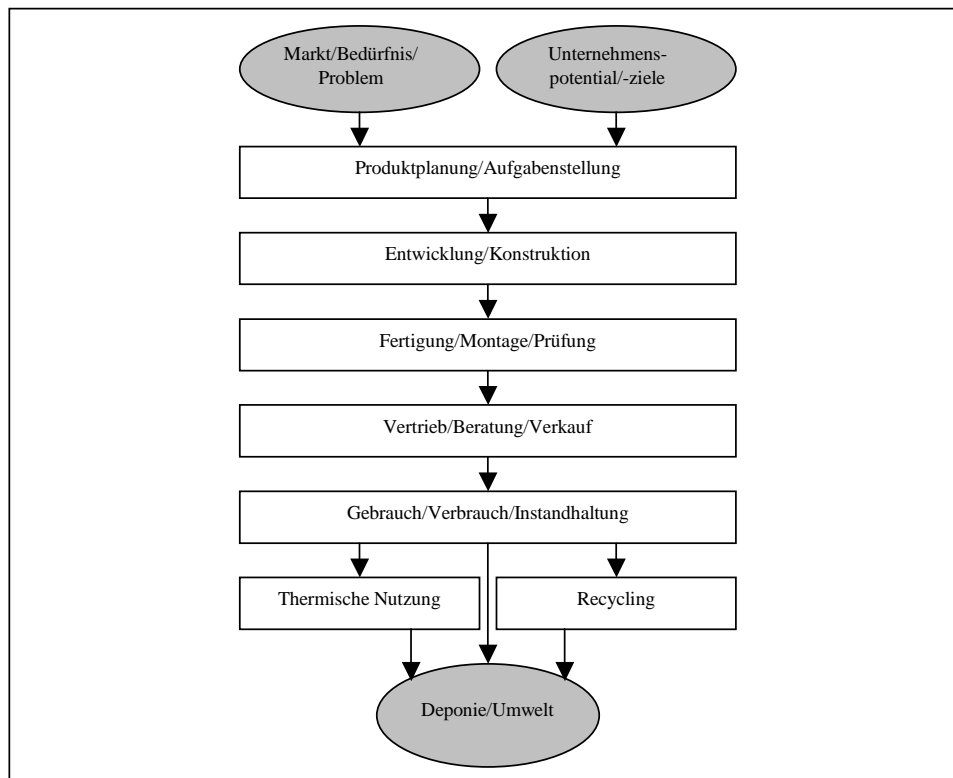 Markt/Bedürfnis/
Problem
Unternehmens-
potential/-ziele
Produktplanung/Aufgabenstellung
Entwicklung/Konstruktion
Fertigung/Montage/Prüfung
Vertrieb/Beratung/Verkauf
Gebrauch/Verbrauch/Instandhaltung
Thermische Nutzung
Recycling
Deponie/Umwelt